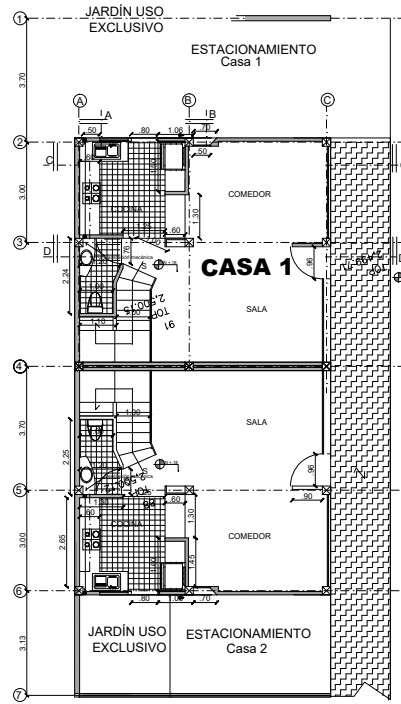 JARDÍN USO
EXCLUSIVO
ESTACIONAMIENTO
Casa 1
1
3.70
A
B
C
A
B
.50
.80
1.06
.70
2
C
.60
.50
3.00
COMEDOR
COCINA
1.30
.60
3
D
.96
CASA 1
2.24
S
SALA
1.10
4
3.70
1.30
SALA
2.25
S
.96
5
.90
.60
COCINA
.60
1.30
3.00
2.65
COMEDOR
1.45
6
.80
1.06
.70
JARDÍN USO
EXCLUSIVO
ESTACIONAMIENTO
Casa 2
3.13
7